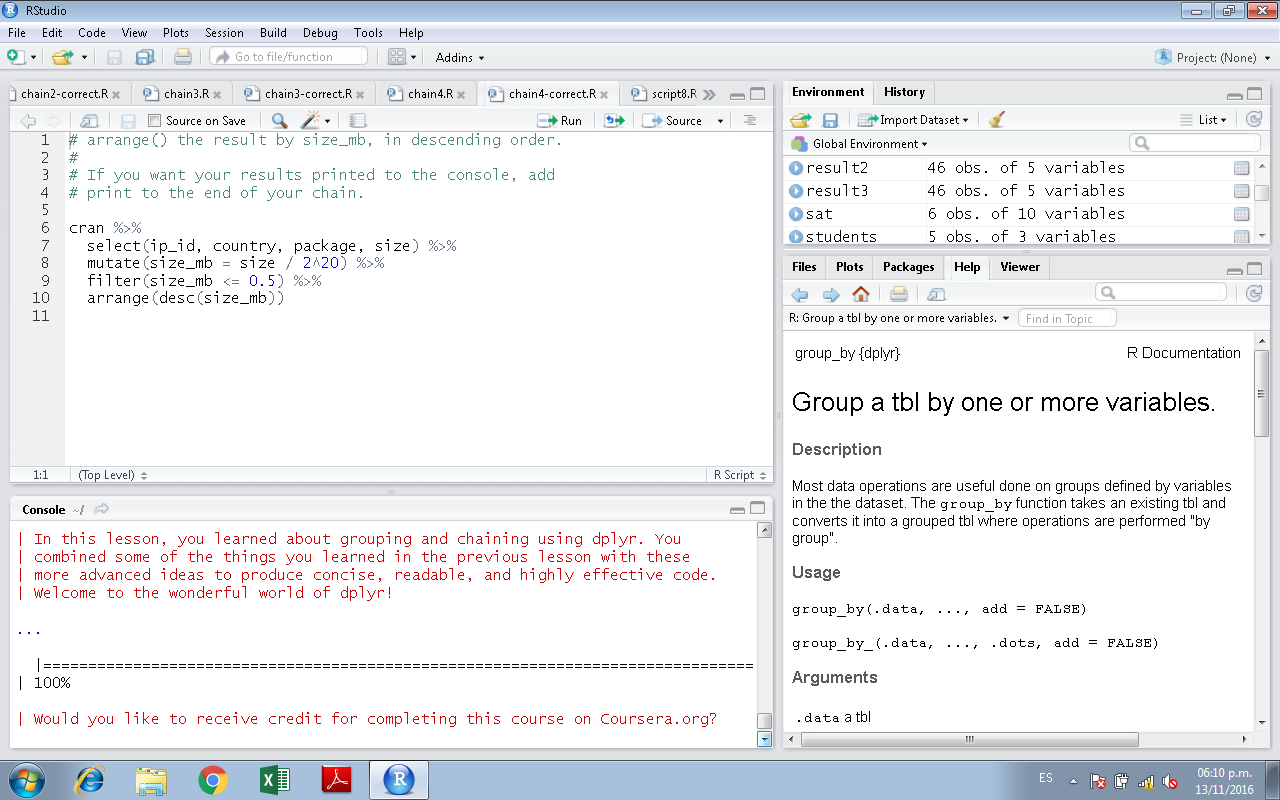 RStudio
File Edit Code View Plots Session Build Debug Tools Help
Go to file/function Addins Project: (None)
chain2-correct.R chain3.R chain3-correct.R chain4.R chain4-correct.R script8.R
Source on Save Run Source
1 # arrange() the result by size_mb, in descending order.
2 #
3 # If you want your results printed to the console, add
4 # print to the end of your chain.
5
6 cran %>%
7 select(ip_id, country, package, size) %>%
8 mutate(size_mb = size / 2^20) %>%
9 filter(size_mb <= 0.5) %>%
10 arrange(desc(size_mb))
11
1:1 (Top Level) R Script
Console ~/
| In this lesson, you learned about grouping and chaining using dplyr. You
| combined some of the things you learned in the previous lesson with these
| more advanced ideas to produce concise, readable, and highly effective code.
| Welcome to the wonderful world of dplyr!
...
|===============================================================================
| 100%
| Would you like to receive credit for completing this course on Coursera.org?
Environment History
Import Dataset List
Global Environment
result2 46 obs. of 5 variables
result3 46 obs. of 5 variables
sat 6 obs. of 10 variables
students 5 obs. of 3 variables
Files Plots Packages Help Viewer
R: Group a tbl by one or more variables. Find in Topic
group_by {dplyr} R Documentation
Group a tbl by one or more variables.
Description
Most data operations are useful done on groups defined by variables
in the the dataset. The group_by function takes an existing tbl and
converts it into a grouped tbl where operations are performed "by
group".
Usage
group_by(.data, ..., add = FALSE)
group_by_(.data, ..., .dots, add = FALSE)
Arguments
.data a tbl
ES 06:10 p.m.
13/11/2016